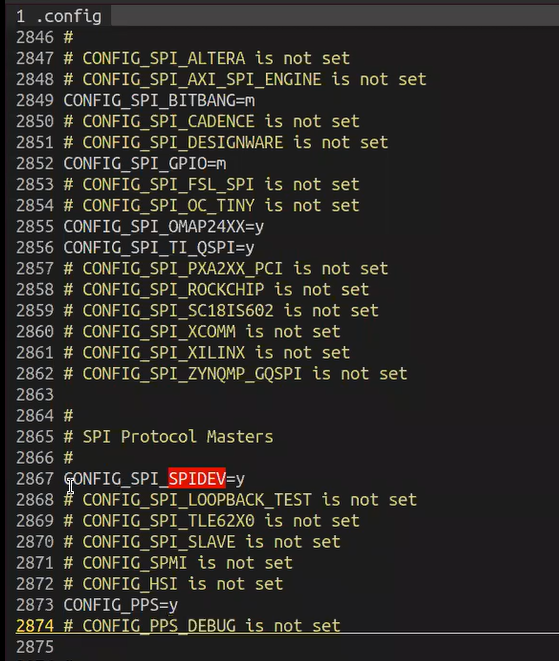 1 .config
2846 #
2847 # CONFIG_SPI_ALTERA is not set
2848 # CONFIG_SPI_AXI_SPI_ENGINE is not set
2849 CONFIG_SPI_BITBANG=m
2850 # CONFIG_SPI_CADENCE is not set
2851 # CONFIG_SPI_DESIGNWARE is not set
2852 CONFIG_SPI_GPIO=m
2853 # CONFIG_SPI_FSL_SPI is not set
2854 # CONFIG_SPI_OC_TINY is not set
2855 CONFIG_SPI_OMAP24XX=y
2856 CONFIG_SPI_TI_QSPI=y
2857 # CONFIG_SPI_PXA2XX_PCI is not set
2858 # CONFIG_SPI_ROCKCHIP is not set
2859 # CONFIG_SPI_SC18IS602 is not set
2860 # CONFIG_SPI_XCOMM is not set
2861 # CONFIG_SPI_XILINX is not set
2862 # CONFIG_SPI_ZYNQMP_GQSPI is not set
2863
2864 #
2865 # SPI Protocol Masters
2866 #
2867 CONFIG_SPI_SPIDEV=y
2868 # CONFIG_SPI_LOOPBACK_TEST is not set
2869 # CONFIG_SPI_TLE62X0 is not set
2870 # CONFIG_SPI_SLAVE is not set
2871 # CONFIG_SPMI is not set
2872 # CONFIG_HSI is not set
2873 CONFIG_PPS=y
2874 # CONFIG_PPS_DEBUG is not set
2875